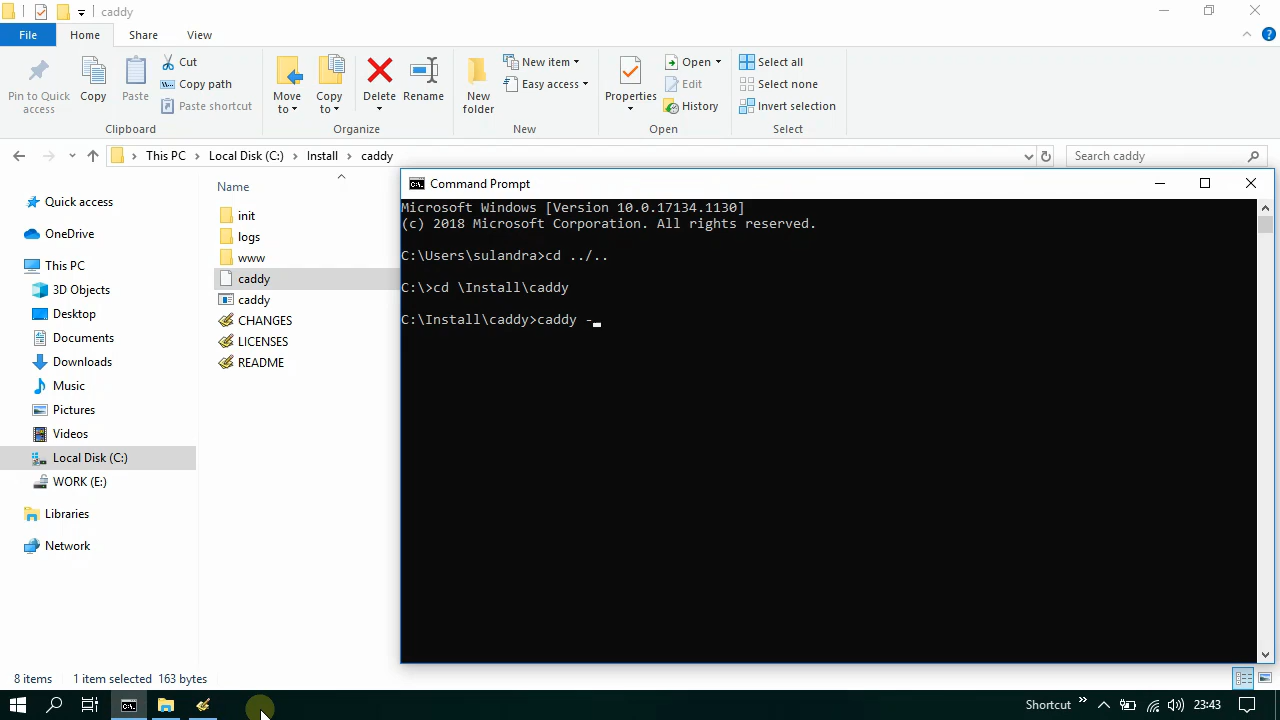 caddy
File Home Share View
Pin to Quick access
Copy
Paste
Cut
Copy path
Paste shortcut
Clipboard
Move to
Copy to
Delete
Rename
Organize
New folder
New item
Easy access
New
Properties
Open
Edit
History
Open
Select all
Select none
Invert selection
Select
This PC Local Disk (C:) Install caddy
Search caddy
Quick access
OneDrive
This PC
3D Objects
Desktop
Documents
Downloads
Music
Pictures
Videos
Local Disk (C:)
WORK (E:)
Libraries
Network
Name
init
logs
www
caddy
caddy
CHANGES
LICENSES
README
Command Prompt
Microsoft Windows [Version 10.0.17134.1130]
(c) 2018 Microsoft Corporation. All rights reserved.
C:\Users\sulandra>cd ../..
C:\>cd \Install\caddy
C:\Install\caddy>caddy -_
8 items 1 item selected 163 bytes
Shortcut » 23:43